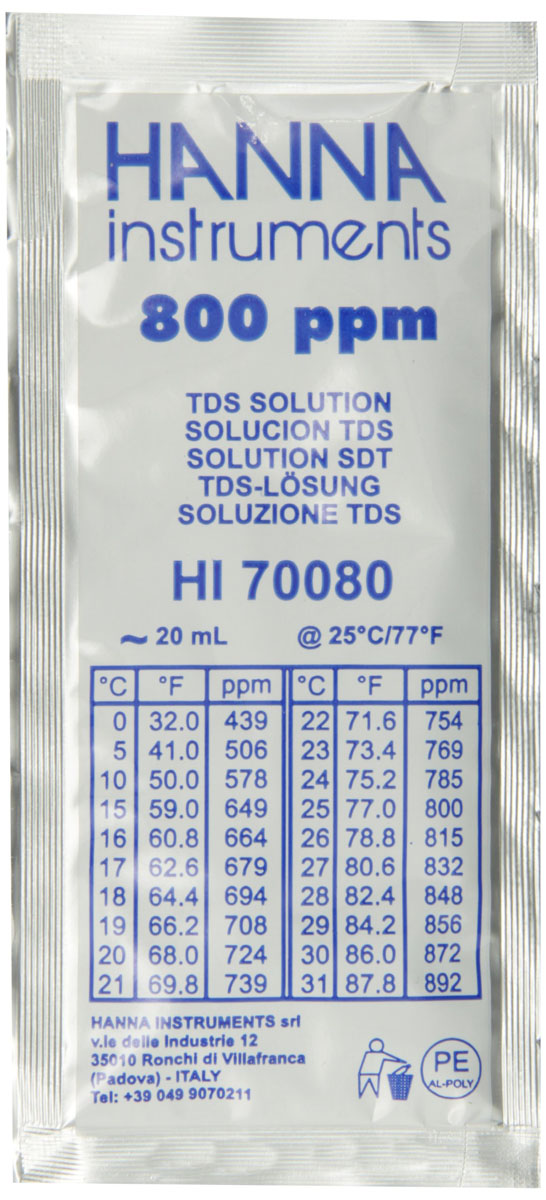 HANNA
instruments
800 ppm
TDS SOLUTION
SOLUCION TDS
SOLUTION SDT
TDS-LÖSUNG
SOLUZIONE TDS
HI 70080
~ 20 mL @ 25°C/77°F
°C °F ppm °C °F ppm
0 32.0 439 22 71.6 754
5 41.0 506 23 73.4 769
10 50.0 578 24 75.2 785
15 59.0 649 25 77.0 800
16 60.8 664 26 78.8 815
17 62.6 679 27 80.6 832
18 64.4 694 28 82.4 848
19 66.2 708 29 84.2 856
20 68.0 724 30 86.0 872
21 69.8 739 31 87.8 892
HANNA INSTRUMENTS srl
v.le delle Industrie 12
35010 Ronchi di Villafranca
(Padova) - ITALY
Tel: +39 049 9070211
PE
AL-POLY